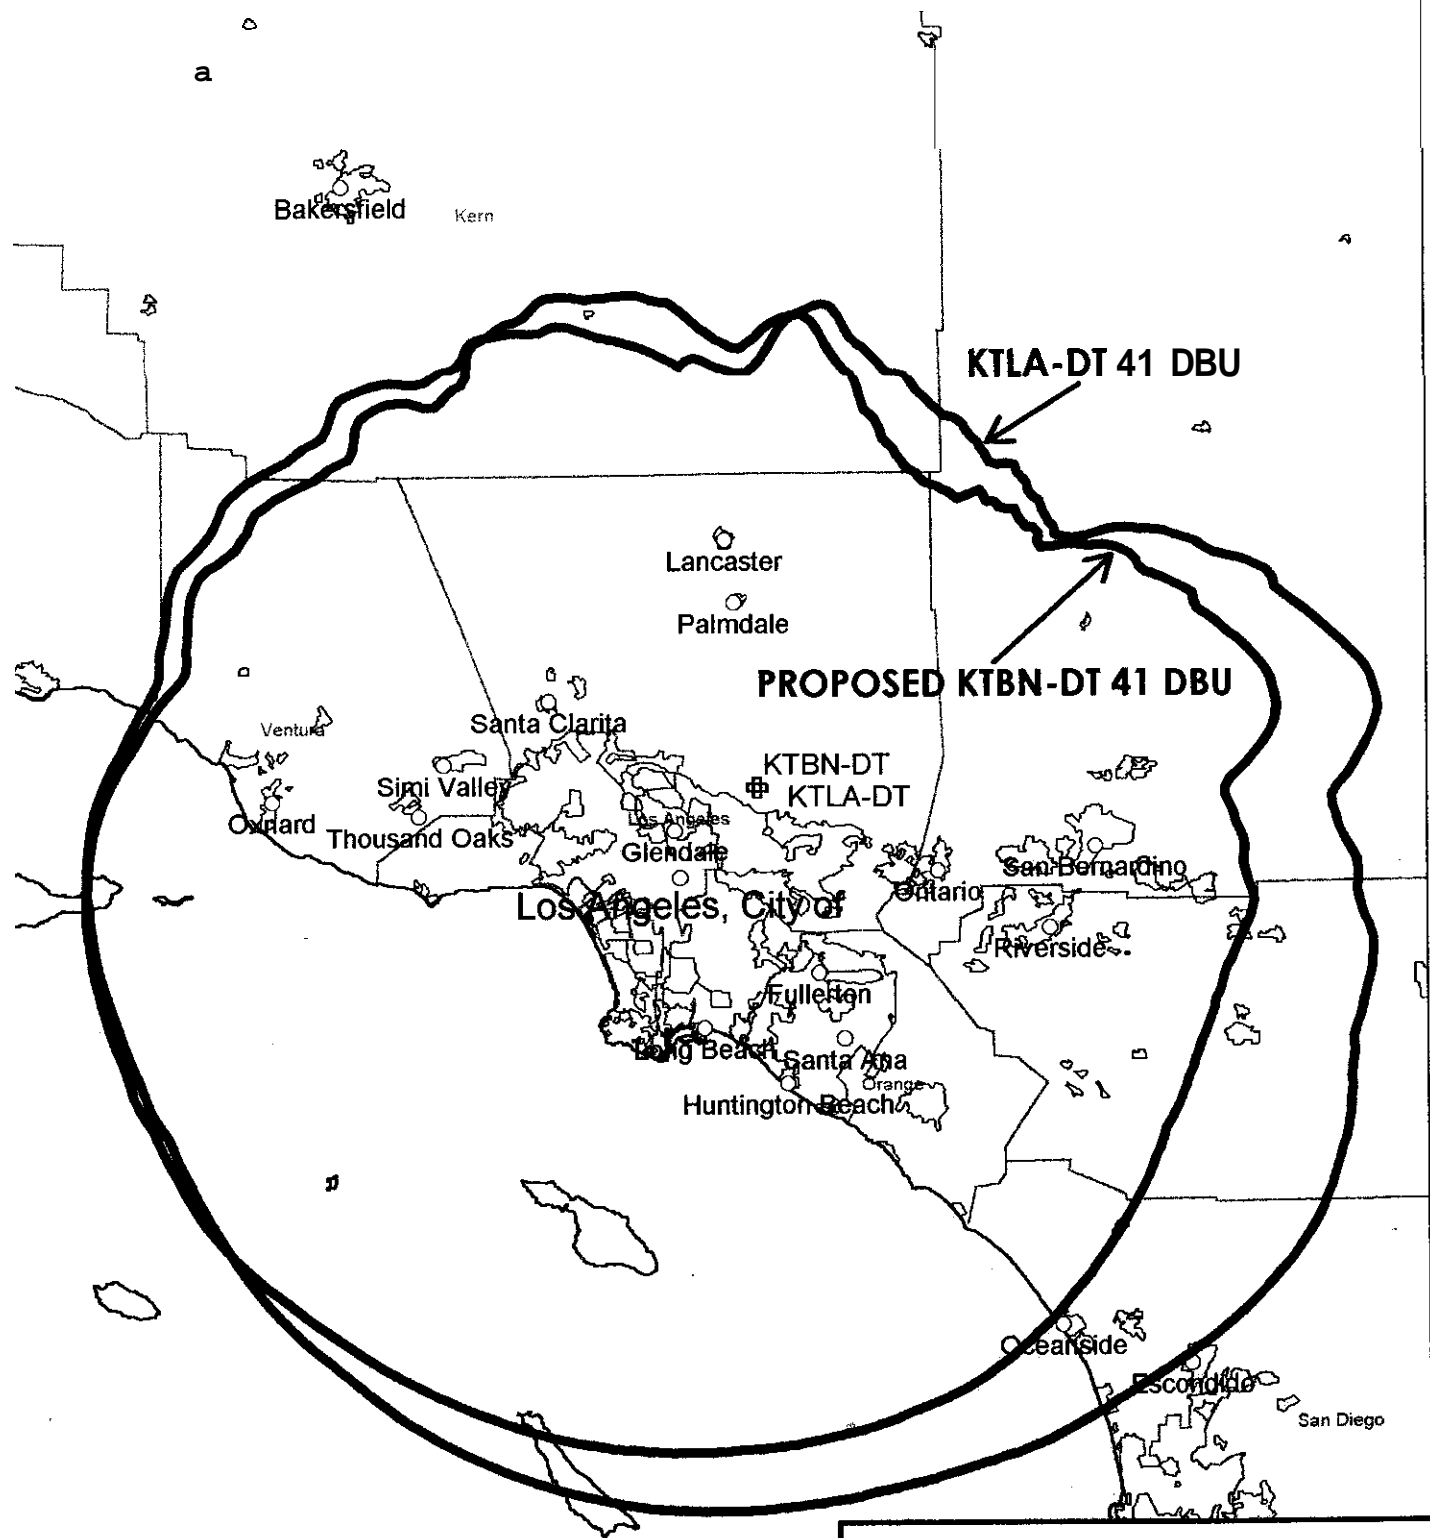 a
Bakersfield
Kern
KTLA-DT 41 DBU
Lancaster
Palmdale
PROPOSED KTBN-DT 41 DBU
Santa Clarita
Ventura
KTBN-DT
Simi Valley
KTLA-DT
Oxnard
Los Angeles
Thousand Oaks
Glendale
San Bernardino
Ontario
Los Angeles, City of
Riverside
Fullerton
Long Beach
Santa Ana
Orange
Huntington Beach
Oceanside
Escondido
San Diego